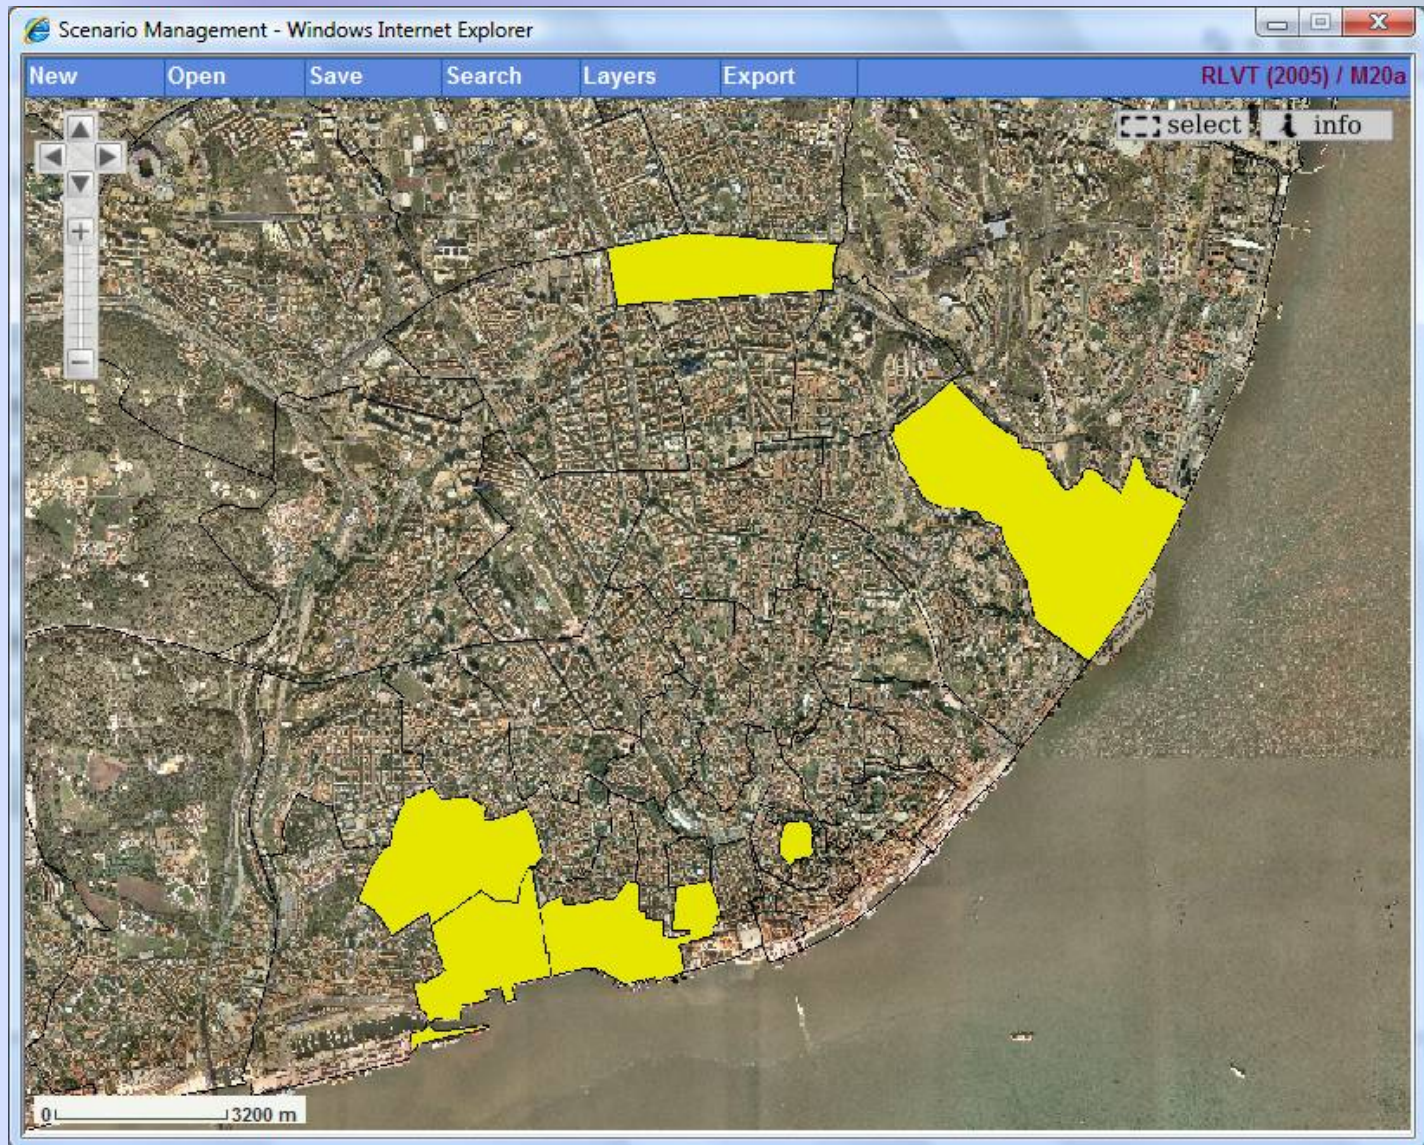 Scenario Management - Windows Internet Explorer
New Open Save Search Layers Export RLVT (2005) / M20a
select i info
0 3200 m